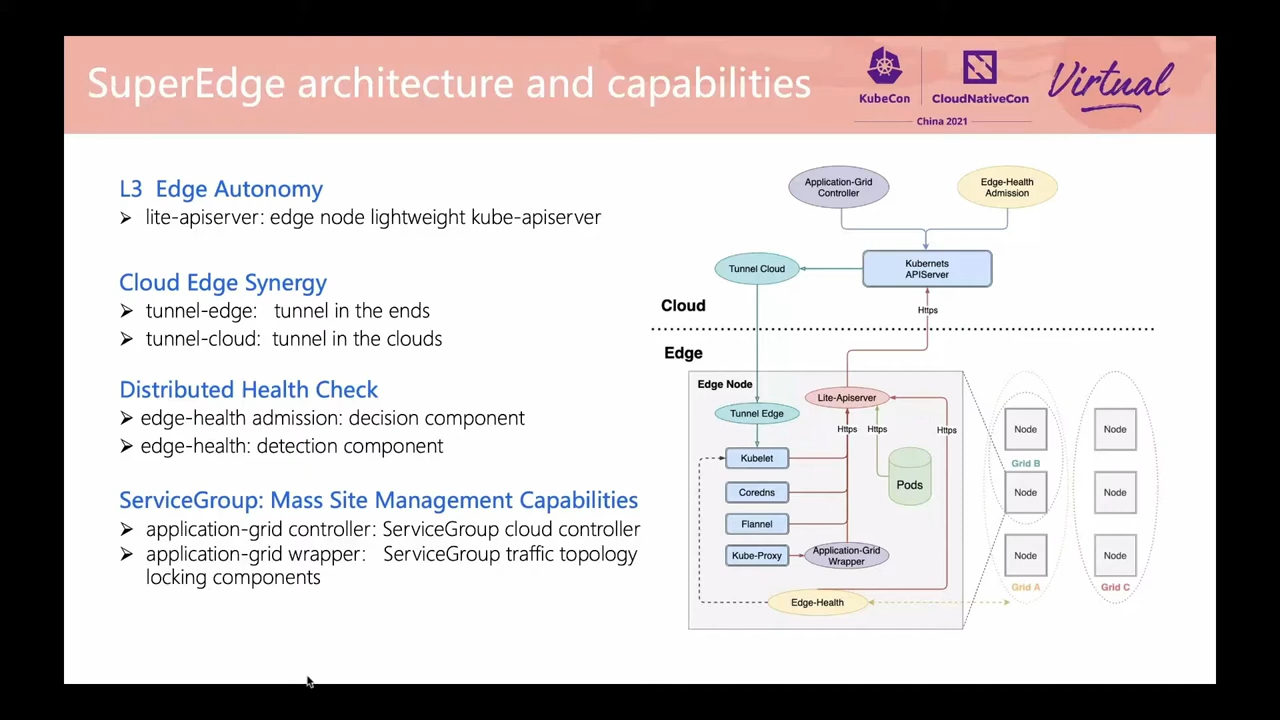 SuperEdge architecture and capabilities
KubeCon
CloudNativeCon
China 2021
Virtual
L3 Edge Autonomy
lite-apiserver: edge node lightweight kube-apiserver
Cloud Edge Synergy
tunnel-edge: tunnel in the ends
tunnel-cloud: tunnel in the clouds
Distributed Health Check
edge-health admission: decision component
edge-health: detection component
ServiceGroup: Mass Site Management Capabilities
application-grid controller: ServiceGroup cloud controller
application-grid wrapper: ServiceGroup traffic topology
locking components
Application-Grid
Controller
Edge-Health
Admission
Tunnel Cloud
Kubernets
APIServer
Cloud
Https
Edge
Edge Node
Lite-Apiserver
Tunnel Edge
Https
Https
Https
Kubelet
Pods
Coredns
Flannel
Kube-Proxy
Application-Grid
Wrapper
Edge-Health
Node
Node
Grid B
Node
Node
Node
Node
Grid A
Grid C